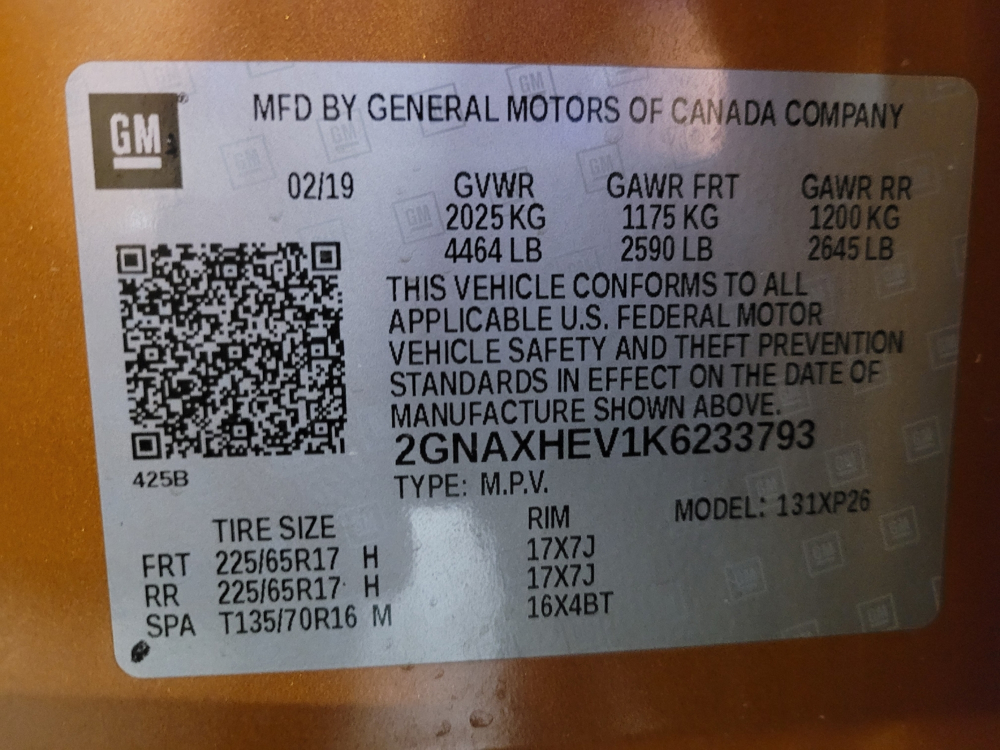 GM
MFD BY GENERAL MOTORS OF CANADA COMPANY
02/19 GVWR GAWR FRT GAWR RR
2025 KG 1175 KG 1200 KG
4464 LB 2590 LB 2645 LB
THIS VEHICLE CONFORMS TO ALL
APPLICABLE U.S. FEDERAL MOTOR
VEHICLE SAFETY AND THEFT PREVENTION
STANDARDS IN EFFECT ON THE DATE OF
MANUFACTURE SHOWN ABOVE.
2GNAXHEV1K6233793
425B
TYPE: M.P.V. MODEL: 131XP26
TIRE SIZE RIM
FRT 225/65R17 H 17X7J
RR 225/65R17 H 17X7J
SPA T135/70R16 M 16X4BT